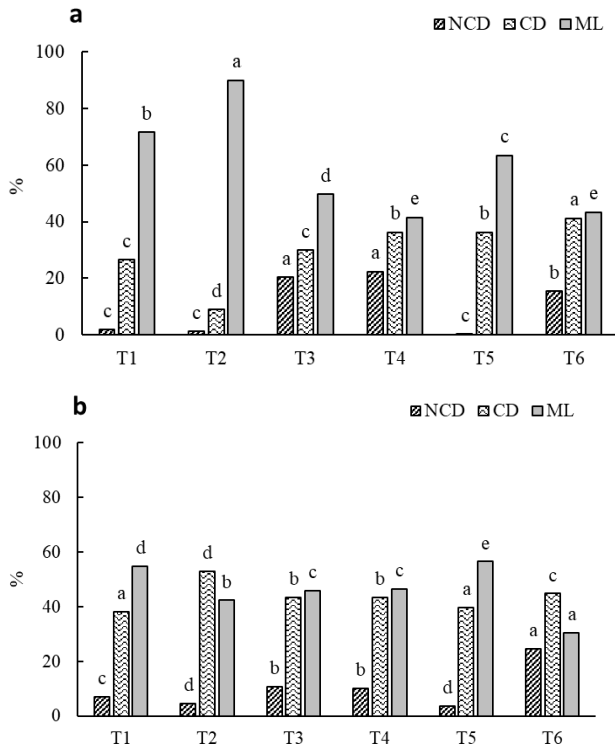 a
NCD CD ML
100
80
60
40
20
0
%
c c b
c d a
a c d
a b e
c b c
b a e
T1 T2 T3 T4 T5 T6
b
NCD CD ML
100
80
60
40
20
0
%
c a d
d d b
b b c
b b c
d a e
a c a
T1 T2 T3 T4 T5 T6